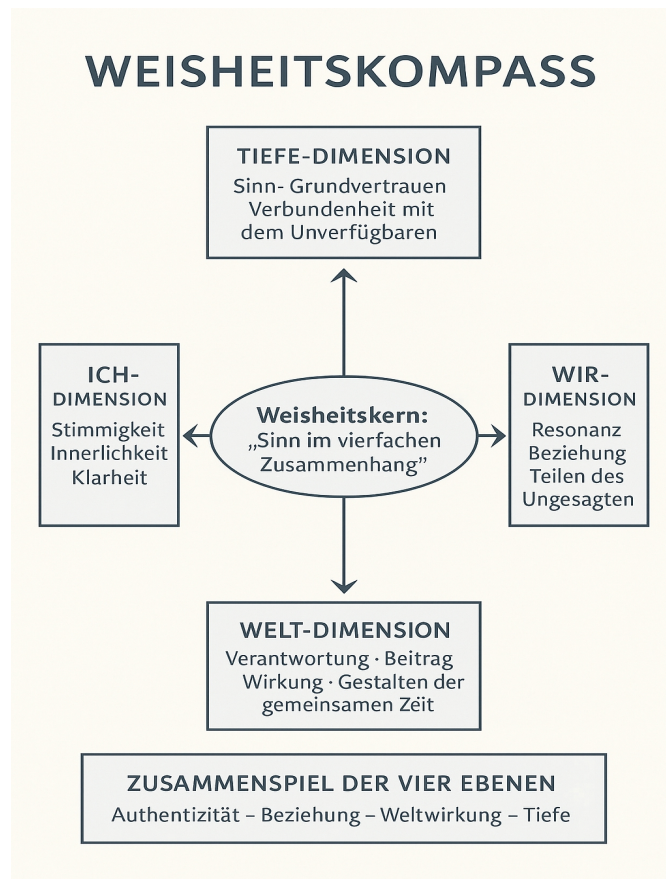 WEISHEITSKOMPASS
TIEFE-DIMENSION
Sinn- Grundvertrauen
Verbundenheit mit
dem Unverfügbaren
ICH-
DIMENSION
Stimmigkeit
Innerlichkeit
Klarheit
Weisheitskern:
„Sinn im vierfachen
Zusammenhang”
WIR-
DIMENSION
Resonanz
Beziehung
Teilen des
Ungesagten
WELT-DIMENSION
Verantwortung · Beitrag
Wirkung · Gestalten der
gemeinsamen Zeit
ZUSAMMENSPIEL DER VIER EBENEN
Authentizität – Beziehung – Weltwirkung – Tiefe